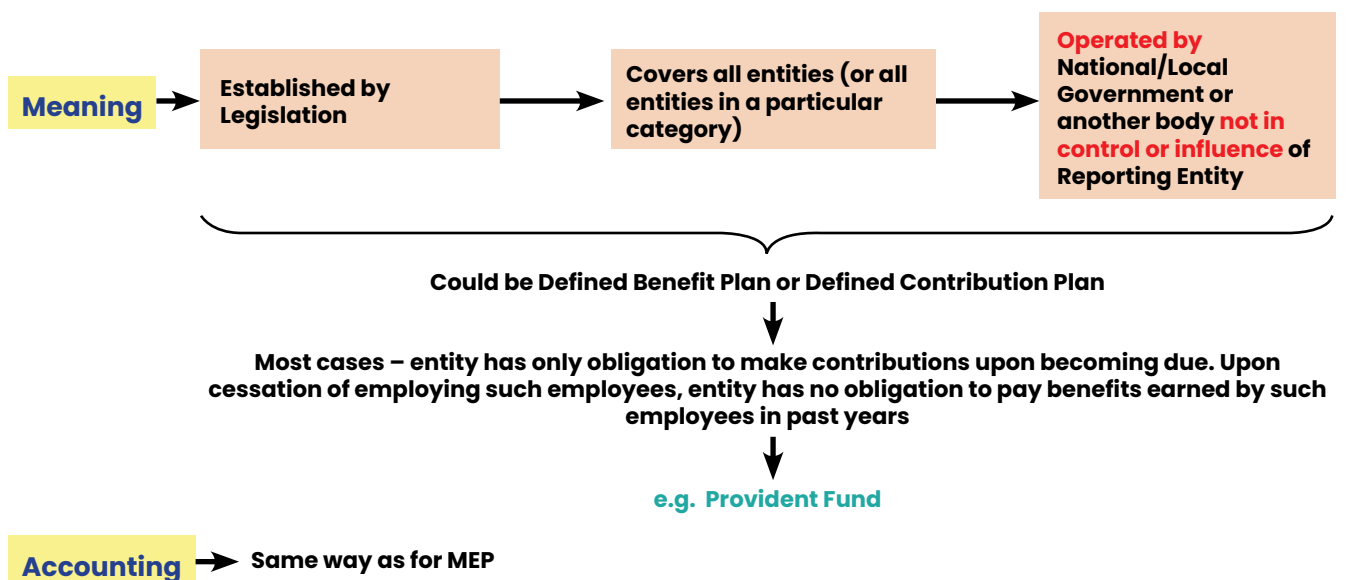 Meaning
Established by
Legislation
Covers all entities (or all
entities in a particular
category)
Operated by
National/Local
Government or
another body not in
control or influence of
Reporting Entity
Could be Defined Benefit Plan or Defined Contribution Plan
Most cases – entity has only obligation to make contributions upon becoming due. Upon
cessation of employing such employees, entity has no obligation to pay benefits earned by such
employees in past years
e.g. Provident Fund
Accounting
Same way as for MEP